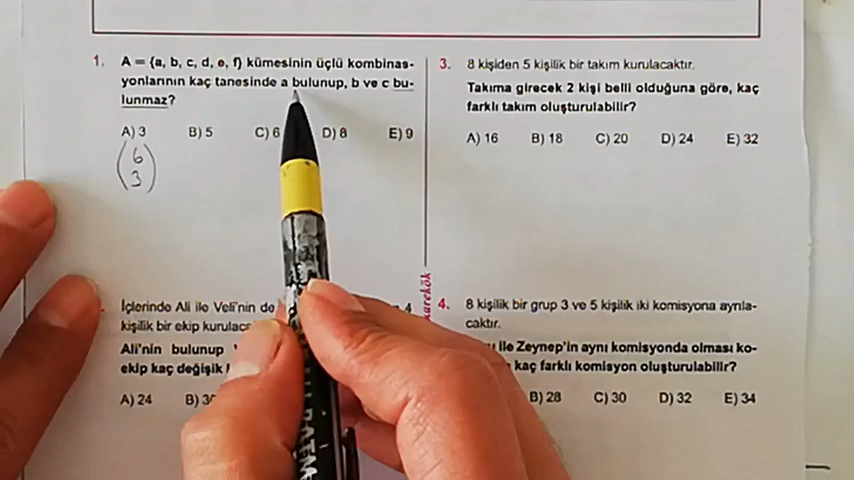 1. A = {a, b, c, d, e, f} kümesinin üçlü kombinas-
yonlarının kaç tanesinde a bulunup, b ve c bu-
lunmaz?
A) 3 B) 5 C) 6 D) 8 E) 9
(6
3)
İçlerinde Ali ile Veli'nin de 4
kişilik bir ekip
Ali'nin bulunup
ekip kaç değişik
A) 24
karekök
3. 8 kişiden 5 kişilik bir takım kurulacaktır.
Takıma girecek 2 kişi belli olduğuna göre, kaç
farklı takım oluşturulabilir?
A) 16 B) 18 C) 20 D) 24 E) 32
4. 8 kişilik bir grup 3 ve 5 kişilik iki komisyona ayrıla-
caktır.
ile Zeynep'in aynı komisyonda olması ko-
kaç farklı komisyon oluşturulabilir?
B) 28 C) 30 D) 32 E) 34